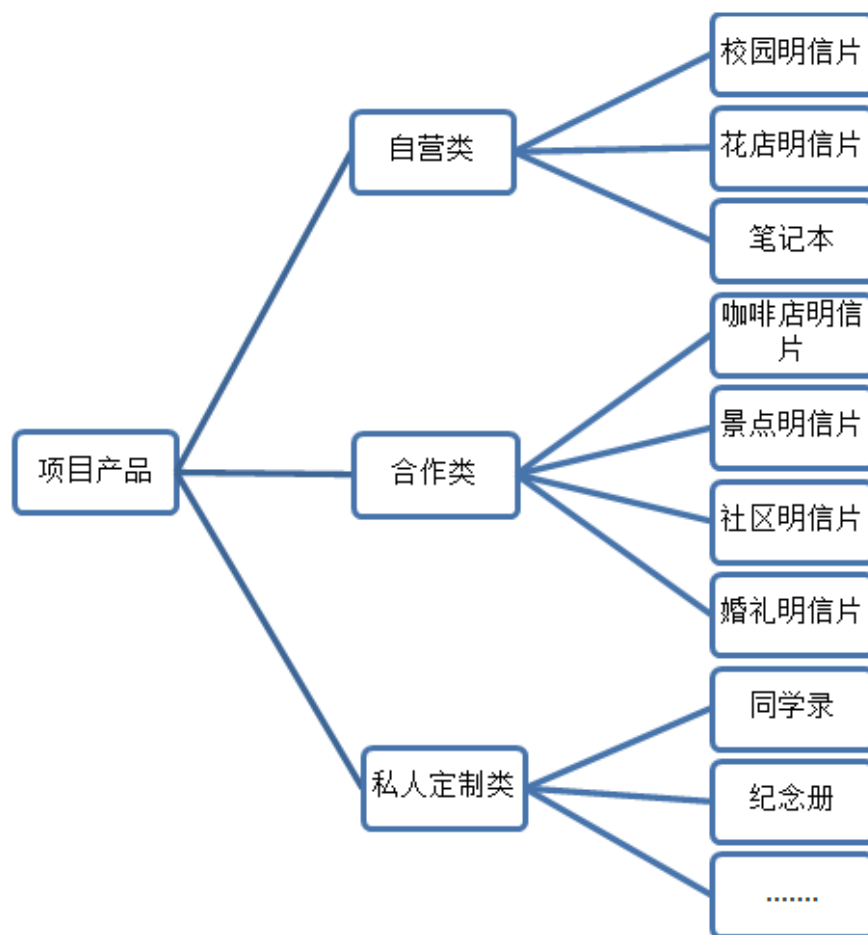 项目产品
自营类
校园明信片
花店明信片
笔记本
合作类
咖啡店明信
片
景点明信片
社区明信片
婚礼明信片
私人定制类
同学录
纪念册
.......